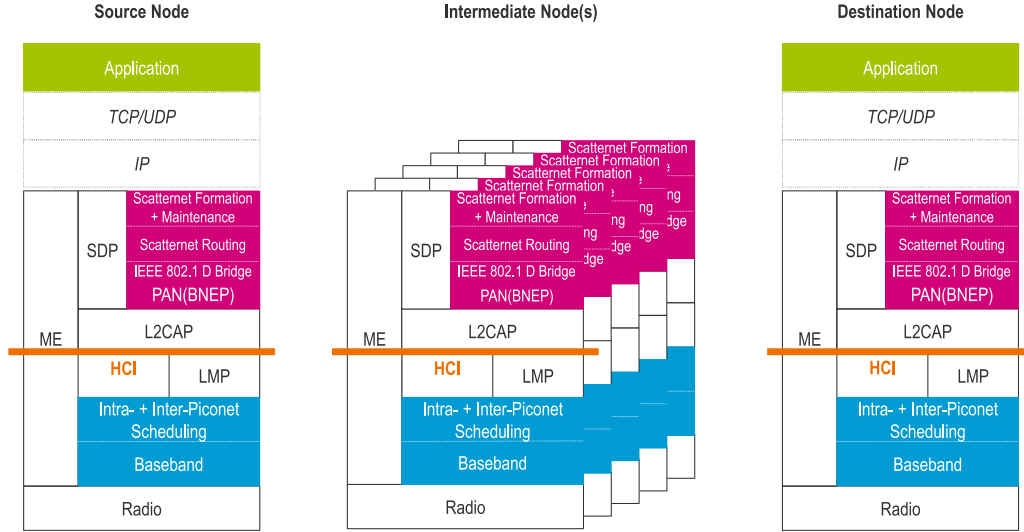 Source Node
Intermediate Node(s)
Destination Node
Application
TCP/UDP
IP
Scatternet Formation
+ Maintenance
Scatternet Routing
IEEE 802.1 D Bridge
PAN(BNEP)
SDP
ME
L2CAP
HCI
LMP
Intra- + Inter-Piconet
Scheduling
Baseband
Radio
Scatternet Formation
Scatternet Formation
Scatternet Formation
Scatternet Formation
Scatternet Formation
+ Maintenance
Scatternet Routing
IEEE 802.1 D Bridge
PAN(BNEP)
SDP
ME
L2CAP
HCI
LMP
Intra- + Inter-Piconet
Scheduling
Baseband
Radio
Application
TCP/UDP
IP
Scatternet Formation
+ Maintenance
Scatternet Routing
IEEE 802.1 D Bridge
PAN(BNEP)
SDP
ME
L2CAP
HCI
LMP
Intra- + Inter-Piconet
Scheduling
Baseband
Radio